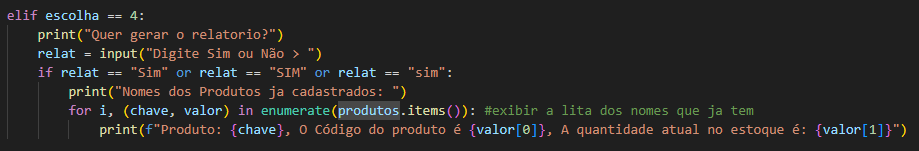 elif escolha == 4:
    print("Quer gerar o relatorio?")
    relat = input("Digite Sim ou Não > ")
    if relat == "Sim" or relat == "SIM" or relat == "sim":
        print("Nomes dos Produtos ja cadastrados: ")
        for i, (chave, valor) in enumerate(produtos.items()): #exibir a lita dos nomes que ja tem
            print(f"Produto: {chave}, O Código do produto é {valor[0]}, A quantidade atual no estoque é: {valor[1]}")